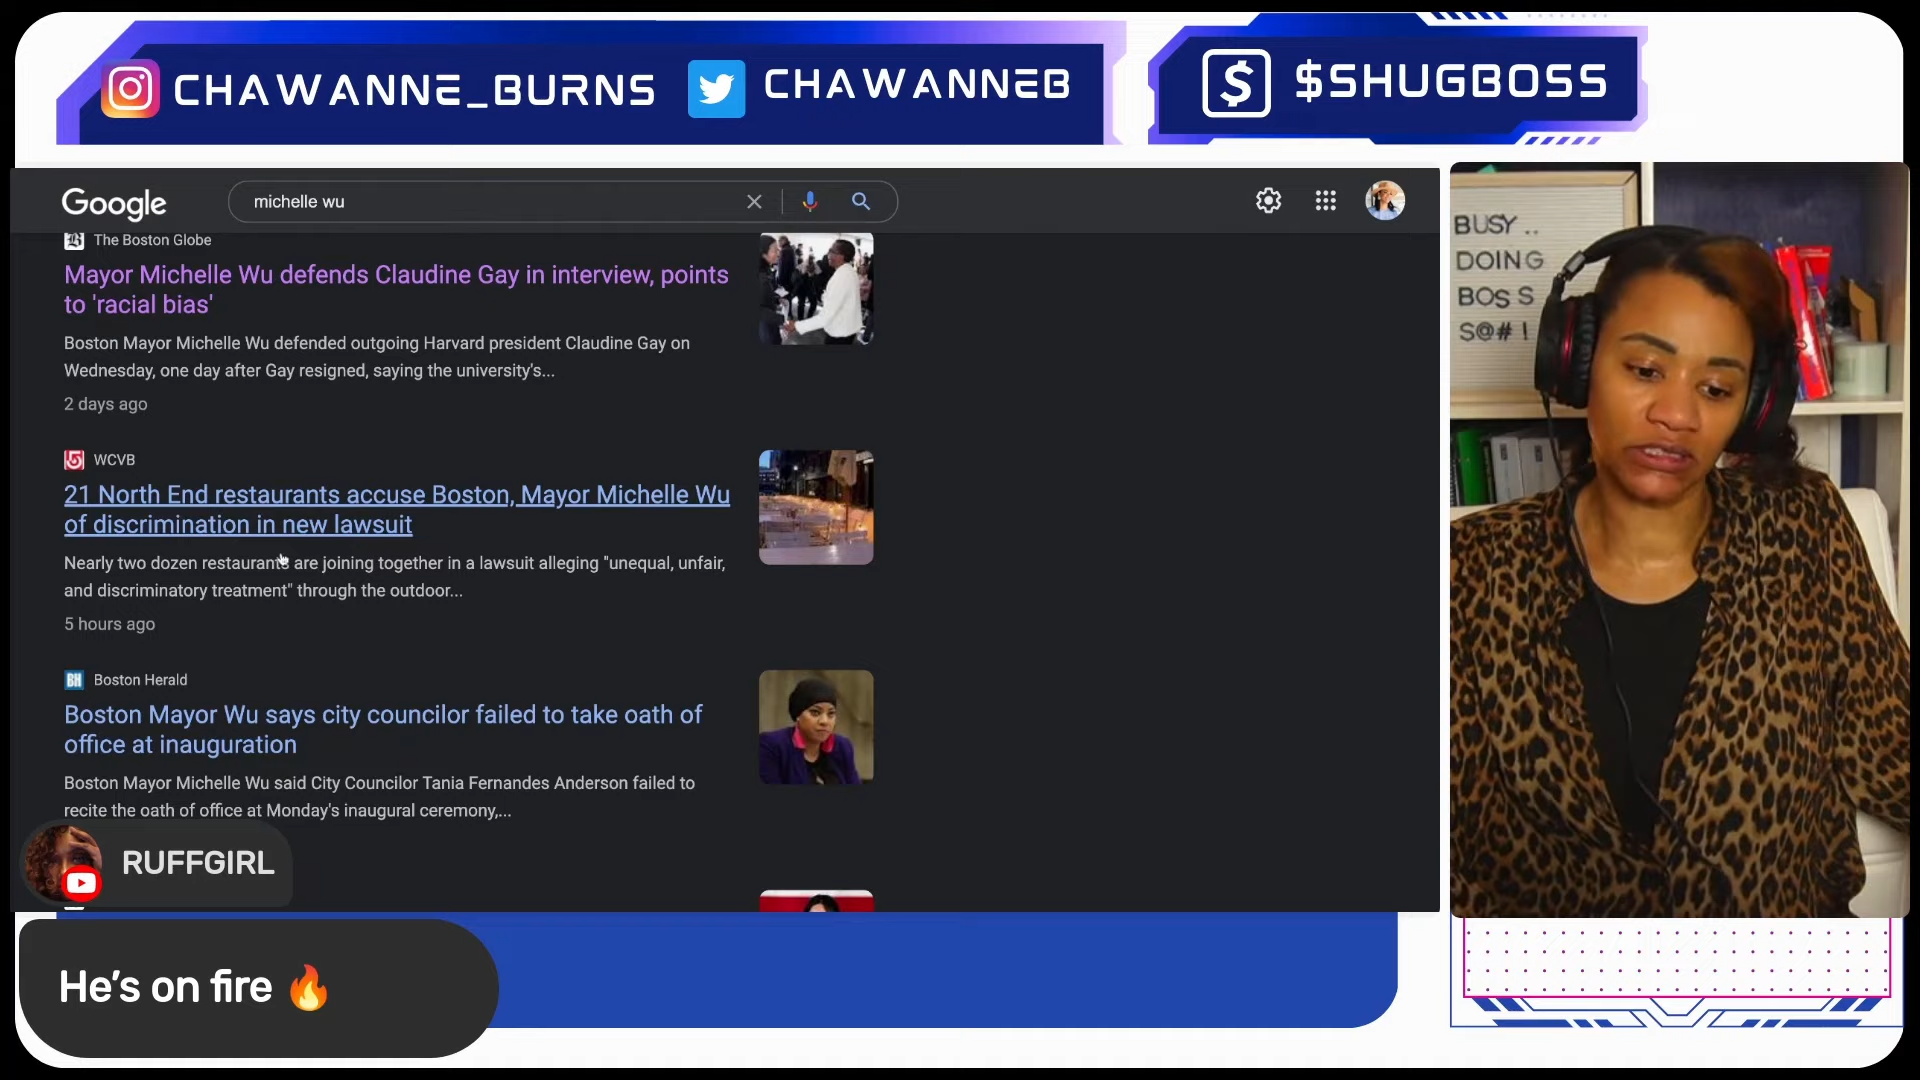 CHAWANNE_BURNS
CHAWANNEB
$SHUGBOSS
Google
michelle wu
The Boston Globe
Mayor Michelle Wu defends Claudine Gay in interview, points
to 'racial bias'
Boston Mayor Michelle Wu defended outgoing Harvard president Claudine Gay on
Wednesday, one day after Gay resigned, saying the university's...
2 days ago
WCVB
21 North End restaurants accuse Boston, Mayor Michelle Wu
of discrimination in new lawsuit
Nearly two dozen restaurants are joining together in a lawsuit alleging "unequal, unfair,
and discriminatory treatment" through the outdoor...
5 hours ago
BH Boston Herald
Boston Mayor Wu says city councilor failed to take oath of
office at inauguration
Boston Mayor Michelle Wu said City Councilor Tania Fernandes Anderson failed to
recite the oath of office at Monday's inaugural ceremony,...
RUFFGIRL
He's on fire 🔥
BUSY ..
DOING
BOSS
S@#!